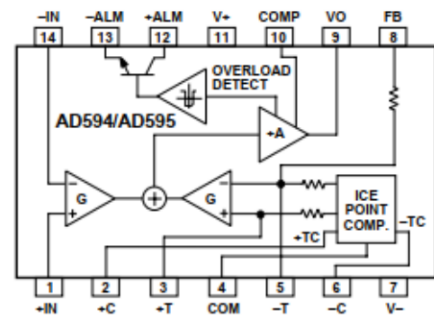 –IN –ALM +ALM V+ COMP VO FB
14 13 12 11 10 9 8
OVERLOAD
DETECT
AD594/AD595
+A
– –
G + G
+ +
ICE
POINT
COMP.
+TC –TC
1 2 3 4 5 6 7
+IN +C +T COM –T –C V–